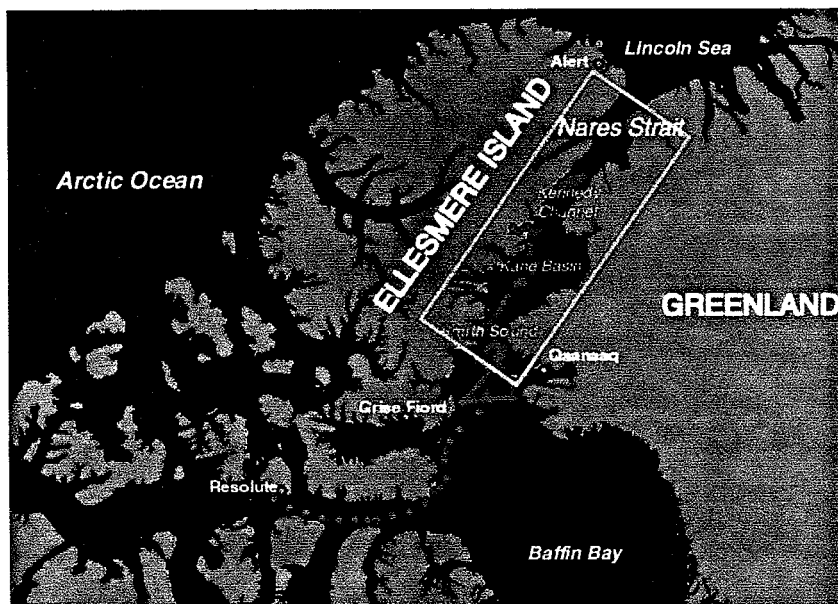 Lincoln Sea
Alert
Nares Strait
ELLESMERE ISLAND
Arctic Ocean
Kennedy
Channel
Kane Basin
GREENLAND
Smith Sound
Qaanaaq
Grise Fiord
Resolute
Baffin Bay